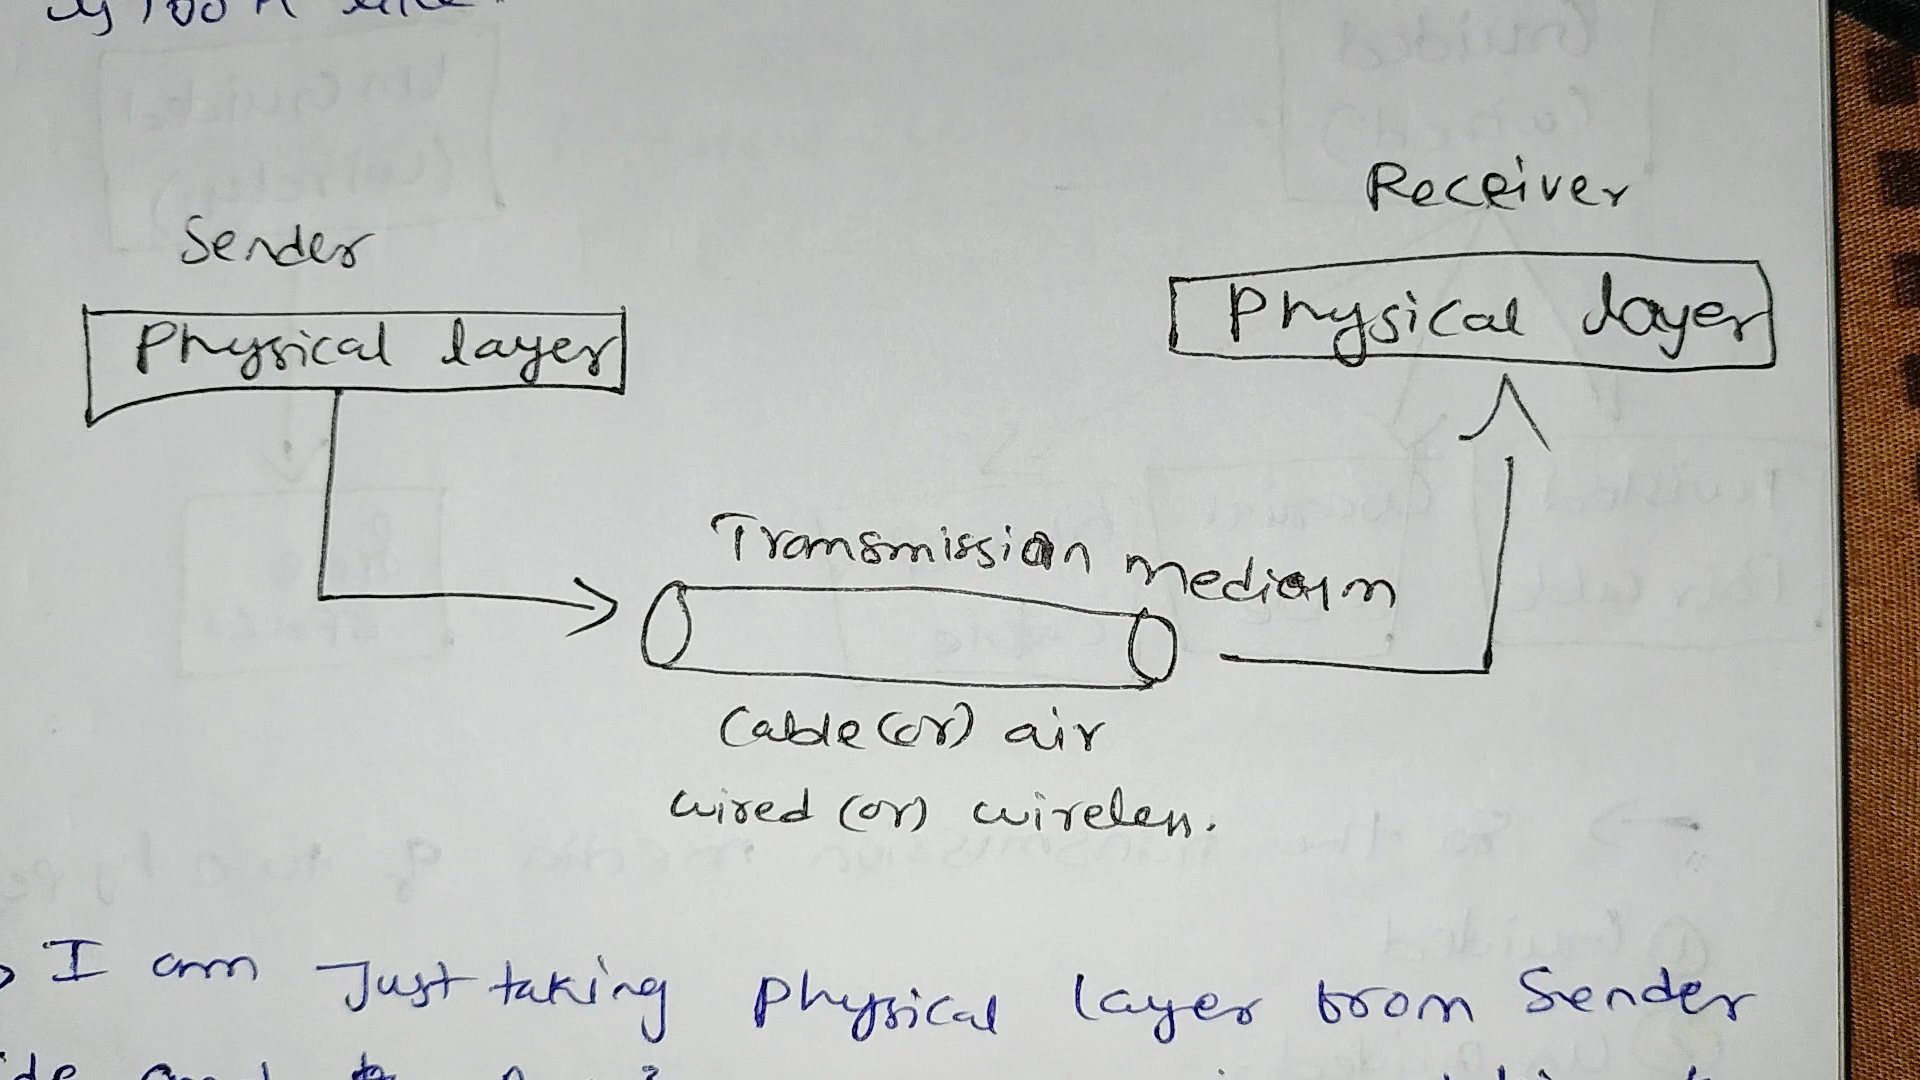 Receiver
Sender
Physical layer
Physical layer
Transmission medium
Cable (or) air
wired (or) wireless.
I am Just taking Physical layer from Sender